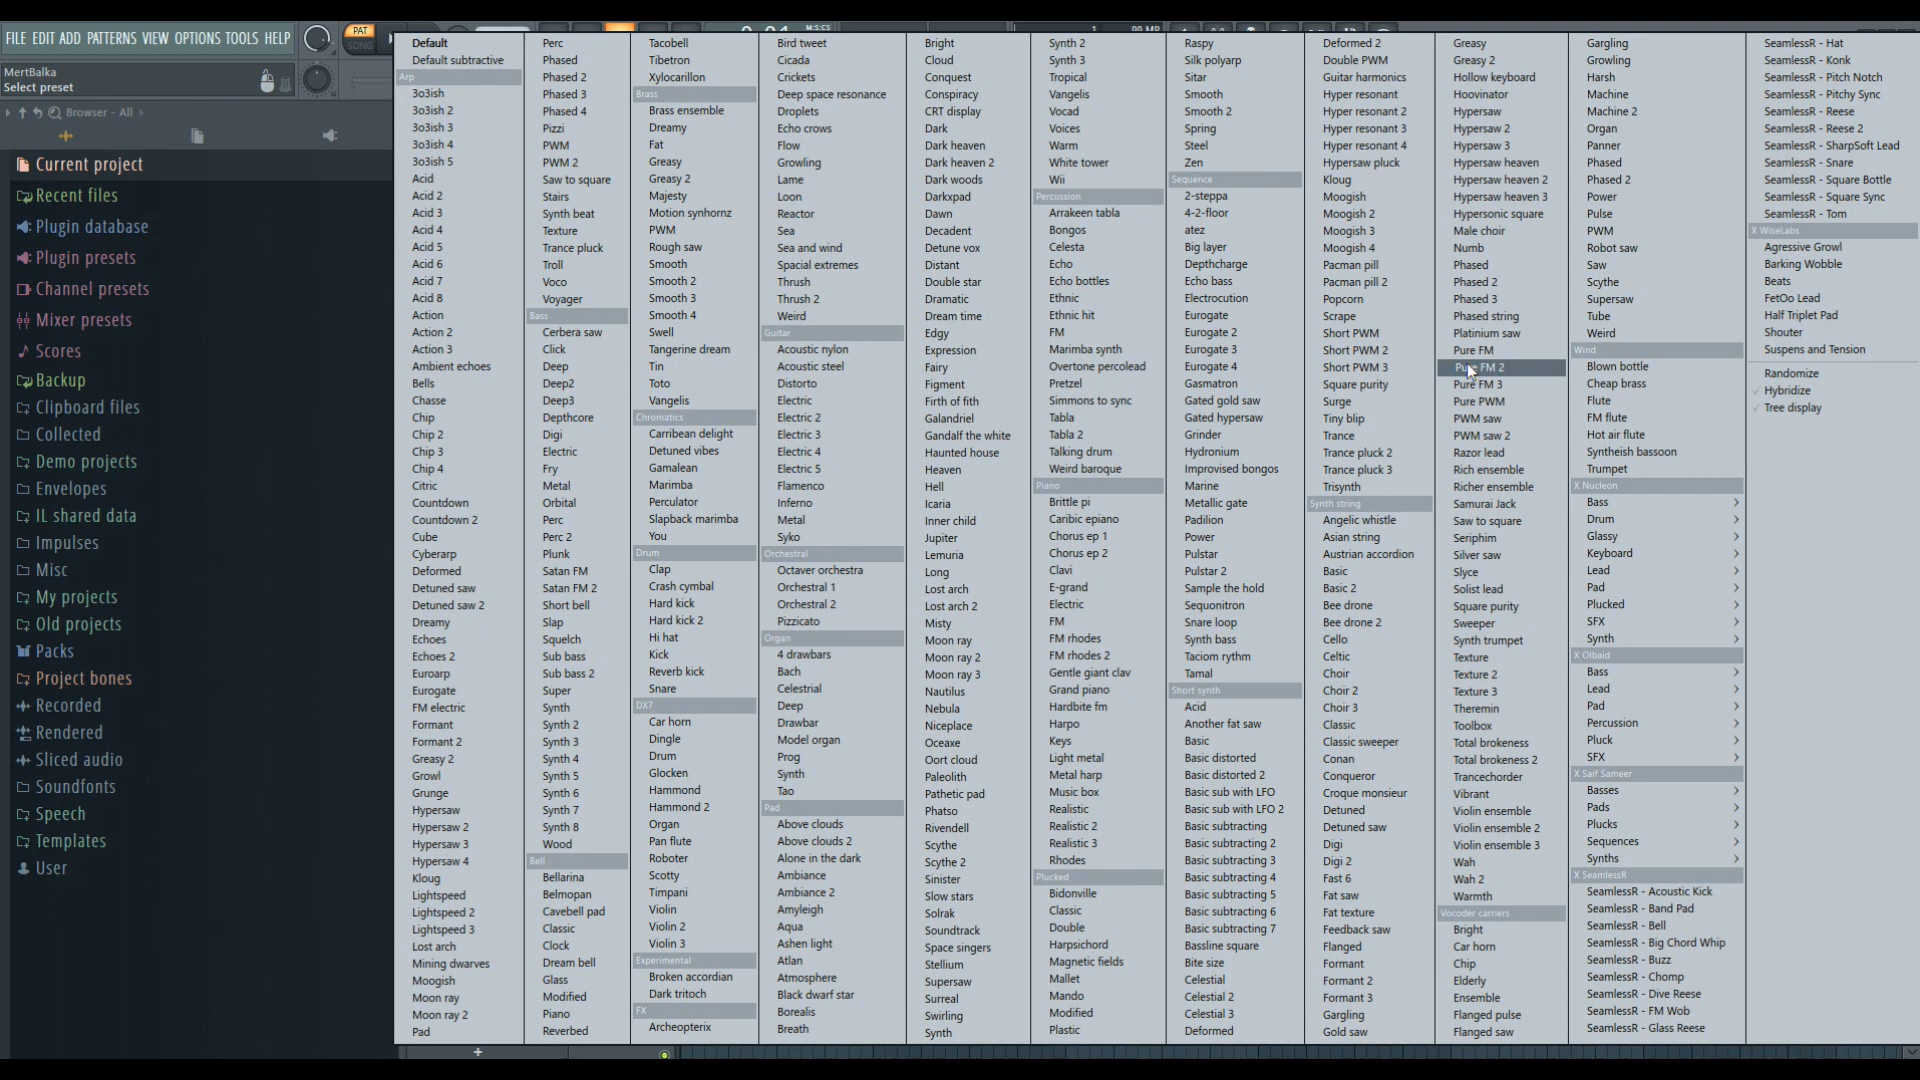 FILE EDIT ADD PATTERNS VIEW OPTIONS TOOLS HELP
PAT
SONG
M:S:CS
MertBalka
Select preset
Browser - All
Current project
Recent files
Plugin database
Plugin presets
Channel presets
Mixer presets
Scores
Backup
Clipboard files
Collected
Demo projects
Envelopes
IL shared data
Impulses
Misc
My projects
Old projects
Packs
Project bones
Recorded
Rendered
Sliced audio
Soundfonts
Speech
Templates
User
Default
Default subtractive
Arp
3o3ish
3o3ish 2
3o3ish 3
3o3ish 4
3o3ish 5
Acid
Acid 2
Acid 3
Acid 4
Acid 5
Acid 6
Acid 7
Acid 8
Action
Action 2
Action 3
Ambient echoes
Bells
Chasse
Chip
Chip 2
Chip 3
Chip 4
Citric
Countdown
Countdown 2
Cube
Cyberarp
Deformed
Detuned saw
Detuned saw 2
Dreamy
Echoes
Echoes 2
Euroarp
Eurogate
FM electric
Formant
Formant 2
Greasy 2
Growl
Grunge
Hypersaw
Hypersaw 2
Hypersaw 3
Hypersaw 4
Kloug
Lightspeed
Lightspeed 2
Lightspeed 3
Lost arch
Mining dwarves
Moogish
Moon ray
Moon ray 2
Pad
Perc
Phased
Phased 2
Phased 3
Phased 4
Pizzi
PWM
PWM 2
Saw to square
Stairs
Synth beat
Texture
Trance pluck
Troll
Voco
Voyager
Bass
Cerbera saw
Click
Deep
Deep2
Deep3
Depthcore
Digi
Electric
Fry
Metal
Orbital
Perc
Perc 2
Plunk
Satan FM
Satan FM 2
Short bell
Slap
Squelch
Sub bass
Sub bass 2
Super
Synth
Synth 2
Synth 3
Synth 4
Synth 5
Synth 6
Synth 7
Synth 8
Wood
Bell
Bellarina
Belmopan
Cavebell pad
Classic
Clock
Dream bell
Glass
Modified
Piano
Reverbed
Tacobell
Tibetron
Xylocarillon
Brass
Brass ensemble
Dreamy
Fat
Greasy
Greasy 2
Majesty
Motion synhornz
PWM
Rough saw
Smooth
Smooth 2
Smooth 3
Smooth 4
Swell
Tangerine dream
Tin
Toto
Vangelis
Chromatics
Carribean delight
Detuned vibes
Gamalean
Marimba
Perculator
Slapback marimba
You
Drum
Clap
Crash cymbal
Hard kick
Hard kick 2
Hi hat
Kick
Reverb kick
Snare
DX7
Car horn
Dingle
Drum
Glocken
Hammond
Hammond 2
Organ
Pan flute
Roboter
Scotty
Timpani
Violin
Violin 2
Violin 3
Experimental
Broken accordian
Dark tritoch
FX
Archeopterix
Bird tweet
Cicada
Crickets
Deep space resonance
Droplets
Echo crows
Flow
Growling
Lame
Loon
Reactor
Sea
Sea and wind
Spacial extremes
Thrush
Thrush 2
Weird
Guitar
Acoustic nylon
Acoustic steel
Distorto
Electric
Electric 2
Electric 3
Electric 4
Electric 5
Flamenco
Inferno
Metal
Syko
Orchestral
Octaver orchestra
Orchestral 1
Orchestral 2
Pizzicato
Organ
4 drawbars
Bach
Celestrial
Deep
Drawbar
Model organ
Prog
Synth
Tao
Pad
Above clouds
Above clouds 2
Alone in the dark
Ambiance
Ambiance 2
Amyleigh
Aqua
Ashen light
Atlan
Atmosphere
Black dwarf star
Borealis
Breath
Bright
Cloud
Conquest
Conspiracy
CRT display
Dark
Dark heaven
Dark heaven 2
Dark woods
Darkxpad
Dawn
Decadent
Detune vox
Distant
Double star
Dramatic
Dream time
Edgy
Expression
Fairy
Figment
Firth of fith
Galandriel
Gandalf the white
Haunted house
Heaven
Hell
Icaria
Inner child
Jupiter
Lemuria
Long
Lost arch
Lost arch 2
Misty
Moon ray
Moon ray 2
Moon ray 3
Nautilus
Nebula
Niceplace
Oceaxe
Oort cloud
Paleolith
Pathetic pad
Phatso
Rivendell
Scythe
Scythe 2
Sinister
Slow stars
Solrak
Soundtrack
Space singers
Stellium
Supersaw
Surreal
Swirling
Synth
Synth 2
Synth 3
Tropical
Vangelis
Vocad
Voices
Warm
White tower
Wii
Percussion
Arrakeen tabla
Bongos
Celesta
Echo
Echo bottles
Ethnic
Ethnic hit
FM
Marimba synth
Overtone percolead
Pretzel
Simmons to sync
Tabla
Tabla 2
Talking drum
Weird baroque
Piano
Brittle pi
Caribic epiano
Chorus ep 1
Chorus ep 2
Clavi
E-grand
Electric
FM
FM rhodes
FM rhodes 2
Gentle giant clav
Grand piano
Hardbite fm
Harpo
Keys
Light metal
Metal harp
Music box
Realistic
Realistic 2
Realistic 3
Rhodes
Plucked
Bidonville
Classic
Double
Harpsichord
Magnetic fields
Mallet
Mando
Modified
Plastic
Raspy
Silk polyarp
Sitar
Smooth
Smooth 2
Spring
Steel
Zen
Sequence
2-steppa
4-2-floor
atez
Big layer
Depthcharge
Echo bass
Electrocution
Eurogate
Eurogate 2
Eurogate 3
Eurogate 4
Gasmatron
Gated gold saw
Gated hypersaw
Grinder
Hydronium
Improvised bongos
Marine
Metallic gate
Padilion
Power
Pulstar
Pulstar 2
Sample the hold
Sequonitron
Snare loop
Synth bass
Taciom rythm
Tamal
Short synth
Acid
Another fat saw
Basic
Basic distorted
Basic distorted 2
Basic sub with LFO
Basic sub with LFO 2
Basic subtracting
Basic subtracting 2
Basic subtracting 3
Basic subtracting 4
Basic subtracting 5
Basic subtracting 6
Basic subtracting 7
Bassline square
Bite size
Celestial
Celestial 2
Celestial 3
Deformed
Deformed 2
Double PWM
Guitar harmonics
Hyper resonant
Hyper resonant 2
Hyper resonant 3
Hyper resonant 4
Hypersaw pluck
Kloug
Moogish
Moogish 2
Moogish 3
Moogish 4
Pacman pill
Pacman pill 2
Popcorn
Scrape
Short PWM
Short PWM 2
Short PWM 3
Square purity
Surge
Tiny blip
Trance
Trance pluck 2
Trance pluck 3
Trisynth
Synth string
Angelic whistle
Asian string
Austrian accordion
Basic
Basic 2
Bee drone
Bee drone 2
Cello
Celtic
Choir
Choir 2
Choir 3
Classic
Classic sweeper
Conan
Conqueror
Croque monsieur
Detuned
Detuned saw
Digi
Digi 2
Fast 6
Fat saw
Fat texture
Feedback saw
Flanged
Formant
Formant 2
Formant 3
Gargling
Gold saw
Greasy
Greasy 2
Hollow keyboard
Hoovinator
Hypersaw
Hypersaw 2
Hypersaw 3
Hypersaw heaven
Hypersaw heaven 2
Hypersaw heaven 3
Hypersonic square
Male choir
Numb
Phased
Phased 2
Phased 3
Phased string
Platinium saw
Pure FM
Pure FM 2
Pure FM 3
Pure PWM
PWM saw
PWM saw 2
Razor lead
Rich ensemble
Richer ensemble
Samurai Jack
Saw to square
Seriphim
Silver saw
Slyce
Solist lead
Square purity
Sweeper
Synth trumpet
Texture
Texture 2
Texture 3
Theremin
Toolbox
Total brokeness
Total brokeness 2
Trancechorder
Vibrant
Violin ensemble
Violin ensemble 2
Violin ensemble 3
Wah
Wah 2
Warmth
Vocoder carriers
Bright
Car horn
Chip
Elderly
Ensemble
Flanged pulse
Flanged saw
Gargling
Growling
Harsh
Machine
Machine 2
Organ
Panner
Phased
Phased 2
Power
Pulse
PWM
Robot saw
Saw
Scythe
Supersaw
Tube
Weird
Wind
Blown bottle
Cheap brass
Flute
FM flute
Hot air flute
Syntheish bassoon
Trumpet
X Nucleon
Bass
Drum
Glassy
Keyboard
Lead
Pad
Plucked
SFX
Synth
X Olbaid
Bass
Lead
Pad
Percussion
Pluck
SFX
X Saif Sameer
Basses
Pads
Plucks
Sequences
Synths
X SeamlessR
SeamlessR - Acoustic Kick
SeamlessR - Band Pad
SeamlessR - Bell
SeamlessR - Big Chord Whip
SeamlessR - Buzz
SeamlessR - Chomp
SeamlessR - Dive Reese
SeamlessR - FM Wob
SeamlessR - Glass Reese
SeamlessR - Hat
SeamlessR - Konk
SeamlessR - Pitch Notch
SeamlessR - Pitchy Sync
SeamlessR - Reese
SeamlessR - Reese 2
SeamlessR - SharpSoft Lead
SeamlessR - Snare
SeamlessR - Square Bottle
SeamlessR - Square Sync
SeamlessR - Tom
X WiseLabs
Agressive Growl
Barking Wobble
Beats
FetOo Lead
Half Triplet Pad
Shouter
Suspens and Tension
Randomize
Hybridize
Tree display